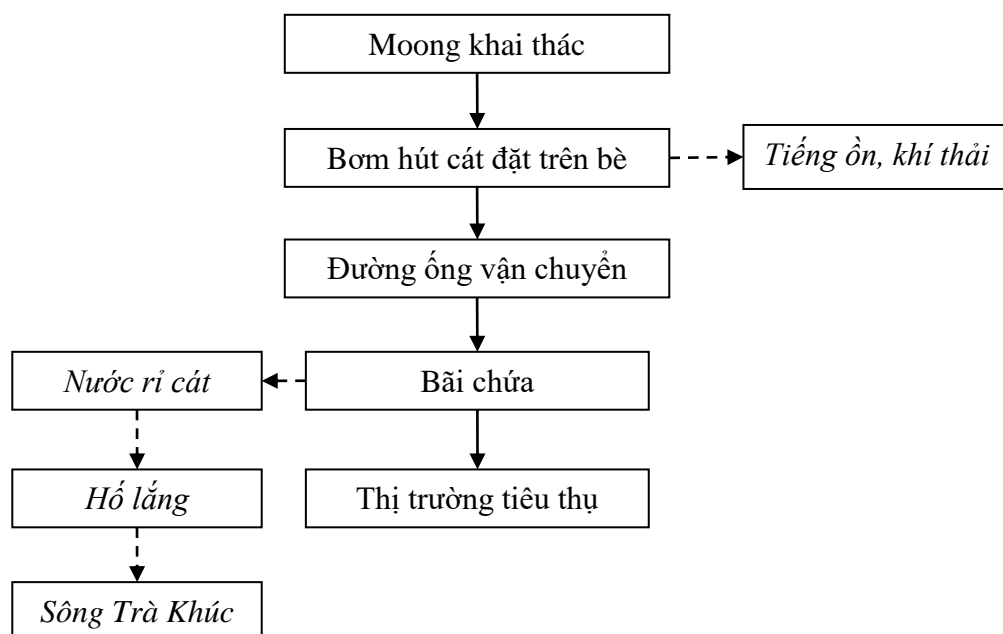 Moong khai thác
Bơm hút cát đặt trên bè
Tiếng ồn, khí thải
Đường ống vận chuyển
Nước rỉ cát
Bãi chứa
Hố lắng
Thị trường tiêu thụ
Sông Trà Khúc